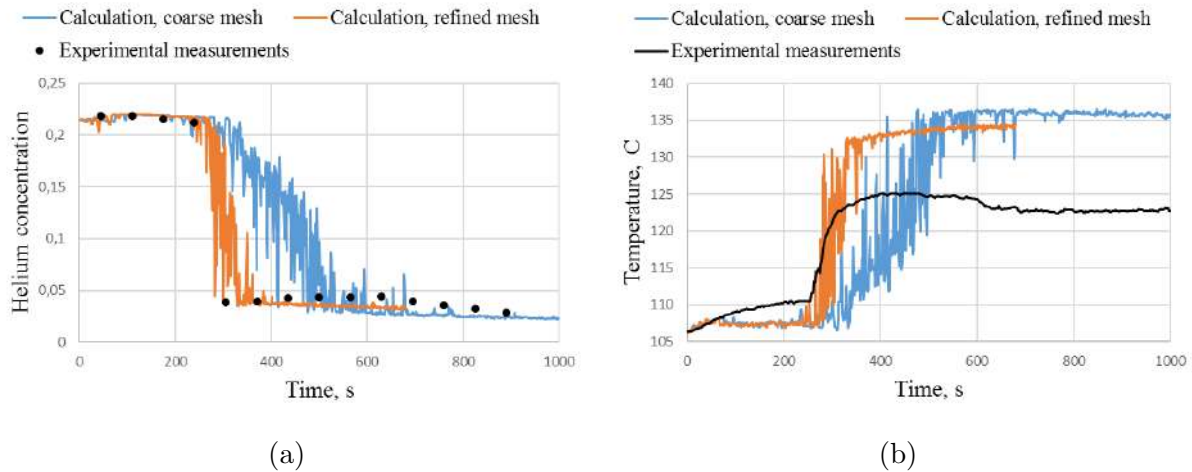 Calculation, coarse mesh
Calculation, refined mesh
Experimental measurements
0,25
0,2
0,15
0,1
0,05
0
Helium concentration
0
200
400
600
800
1000
Time, s
(a)
Calculation, coarse mesh
Calculation, refined mesh
Experimental measurements
140
135
130
125
120
115
110
105
Temperature, C
0
200
400
600
800
1000
Time, s
(b)